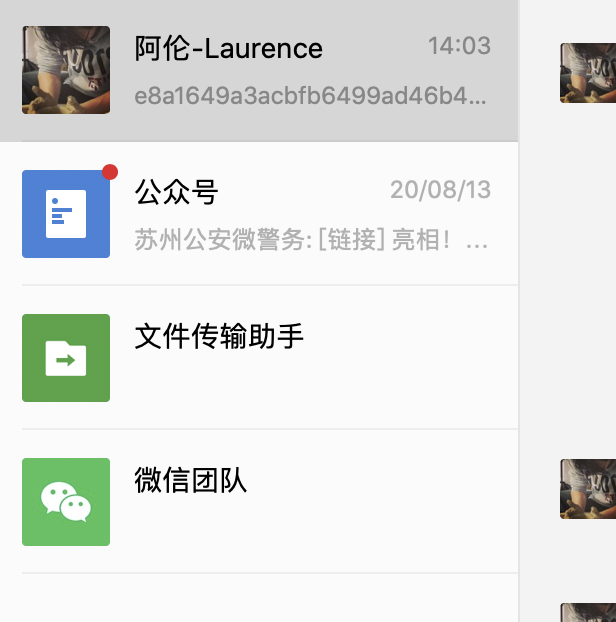 阿伦-Laurence
14:03
e8a1649a3acbfb6499ad46b4...
公众号
20/08/13
苏州公安微警务: [链接] 亮相！ ...
文件传输助手
微信团队